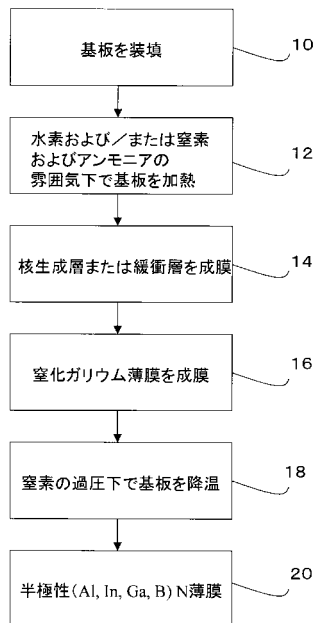 基板を装填
10
水素および／または窒素
およびアンモニアの
雰囲気下で基板を加熱
12
核生成層または緩衝層を成膜
14
窒化ガリウム薄膜を成膜
16
窒素の過圧下で基板を降温
18
半極性(Al, In, Ga, B) N薄膜
20